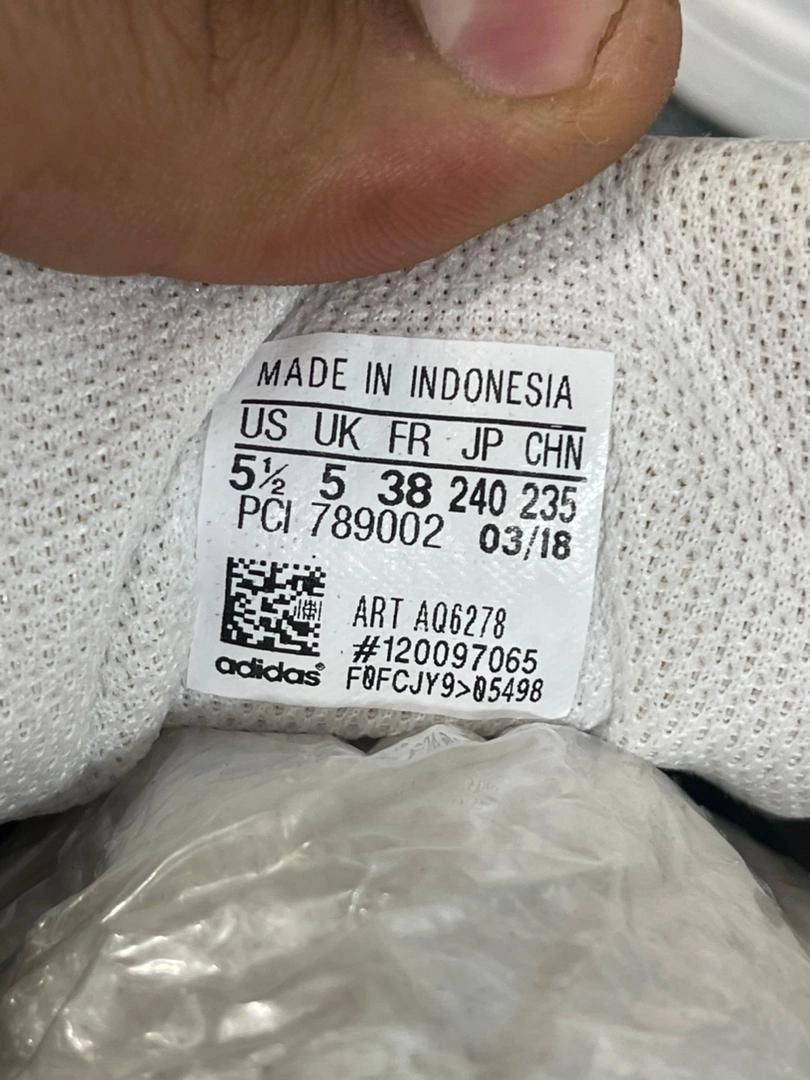 MADE IN INDONESIA
US UK FR JP CHN
5½ 5 38 240 235
PCI 789002 03/18
ART AQ6278
#120097065
adidas® F0FCJY9>05498